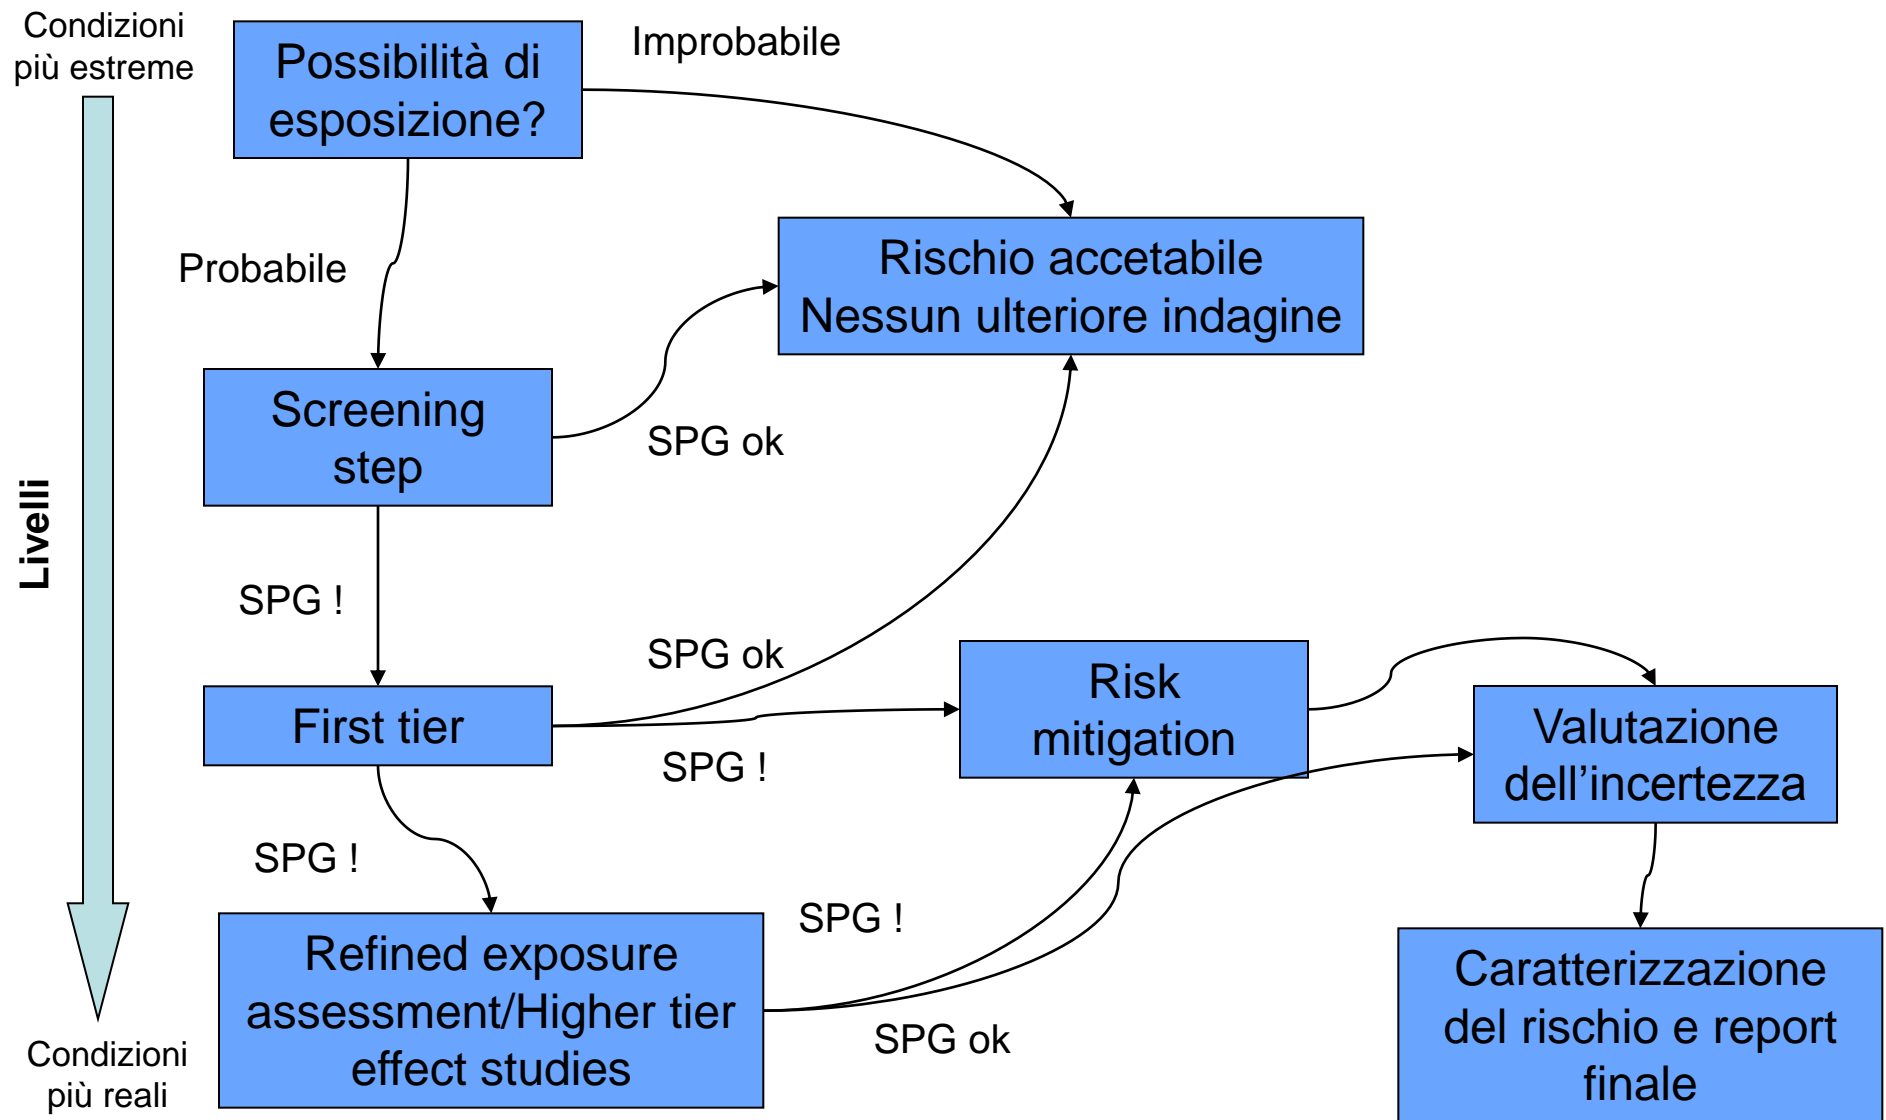 Condizioni
più estreme
Possibilità di
esposizione?
Improbabile
Probabile
Rischio accetabile
Nessun ulteriore indagine
Screening
step
SPG ok
Livelli
SPG !
SPG ok
First tier
SPG !
Risk
mitigation
Valutazione
dell’incertezza
SPG !
Refined exposure
assessment/Higher tier
effect studies
SPG !
SPG ok
Caratterizzazione
del rischio e report
finale
Condizioni
più reali